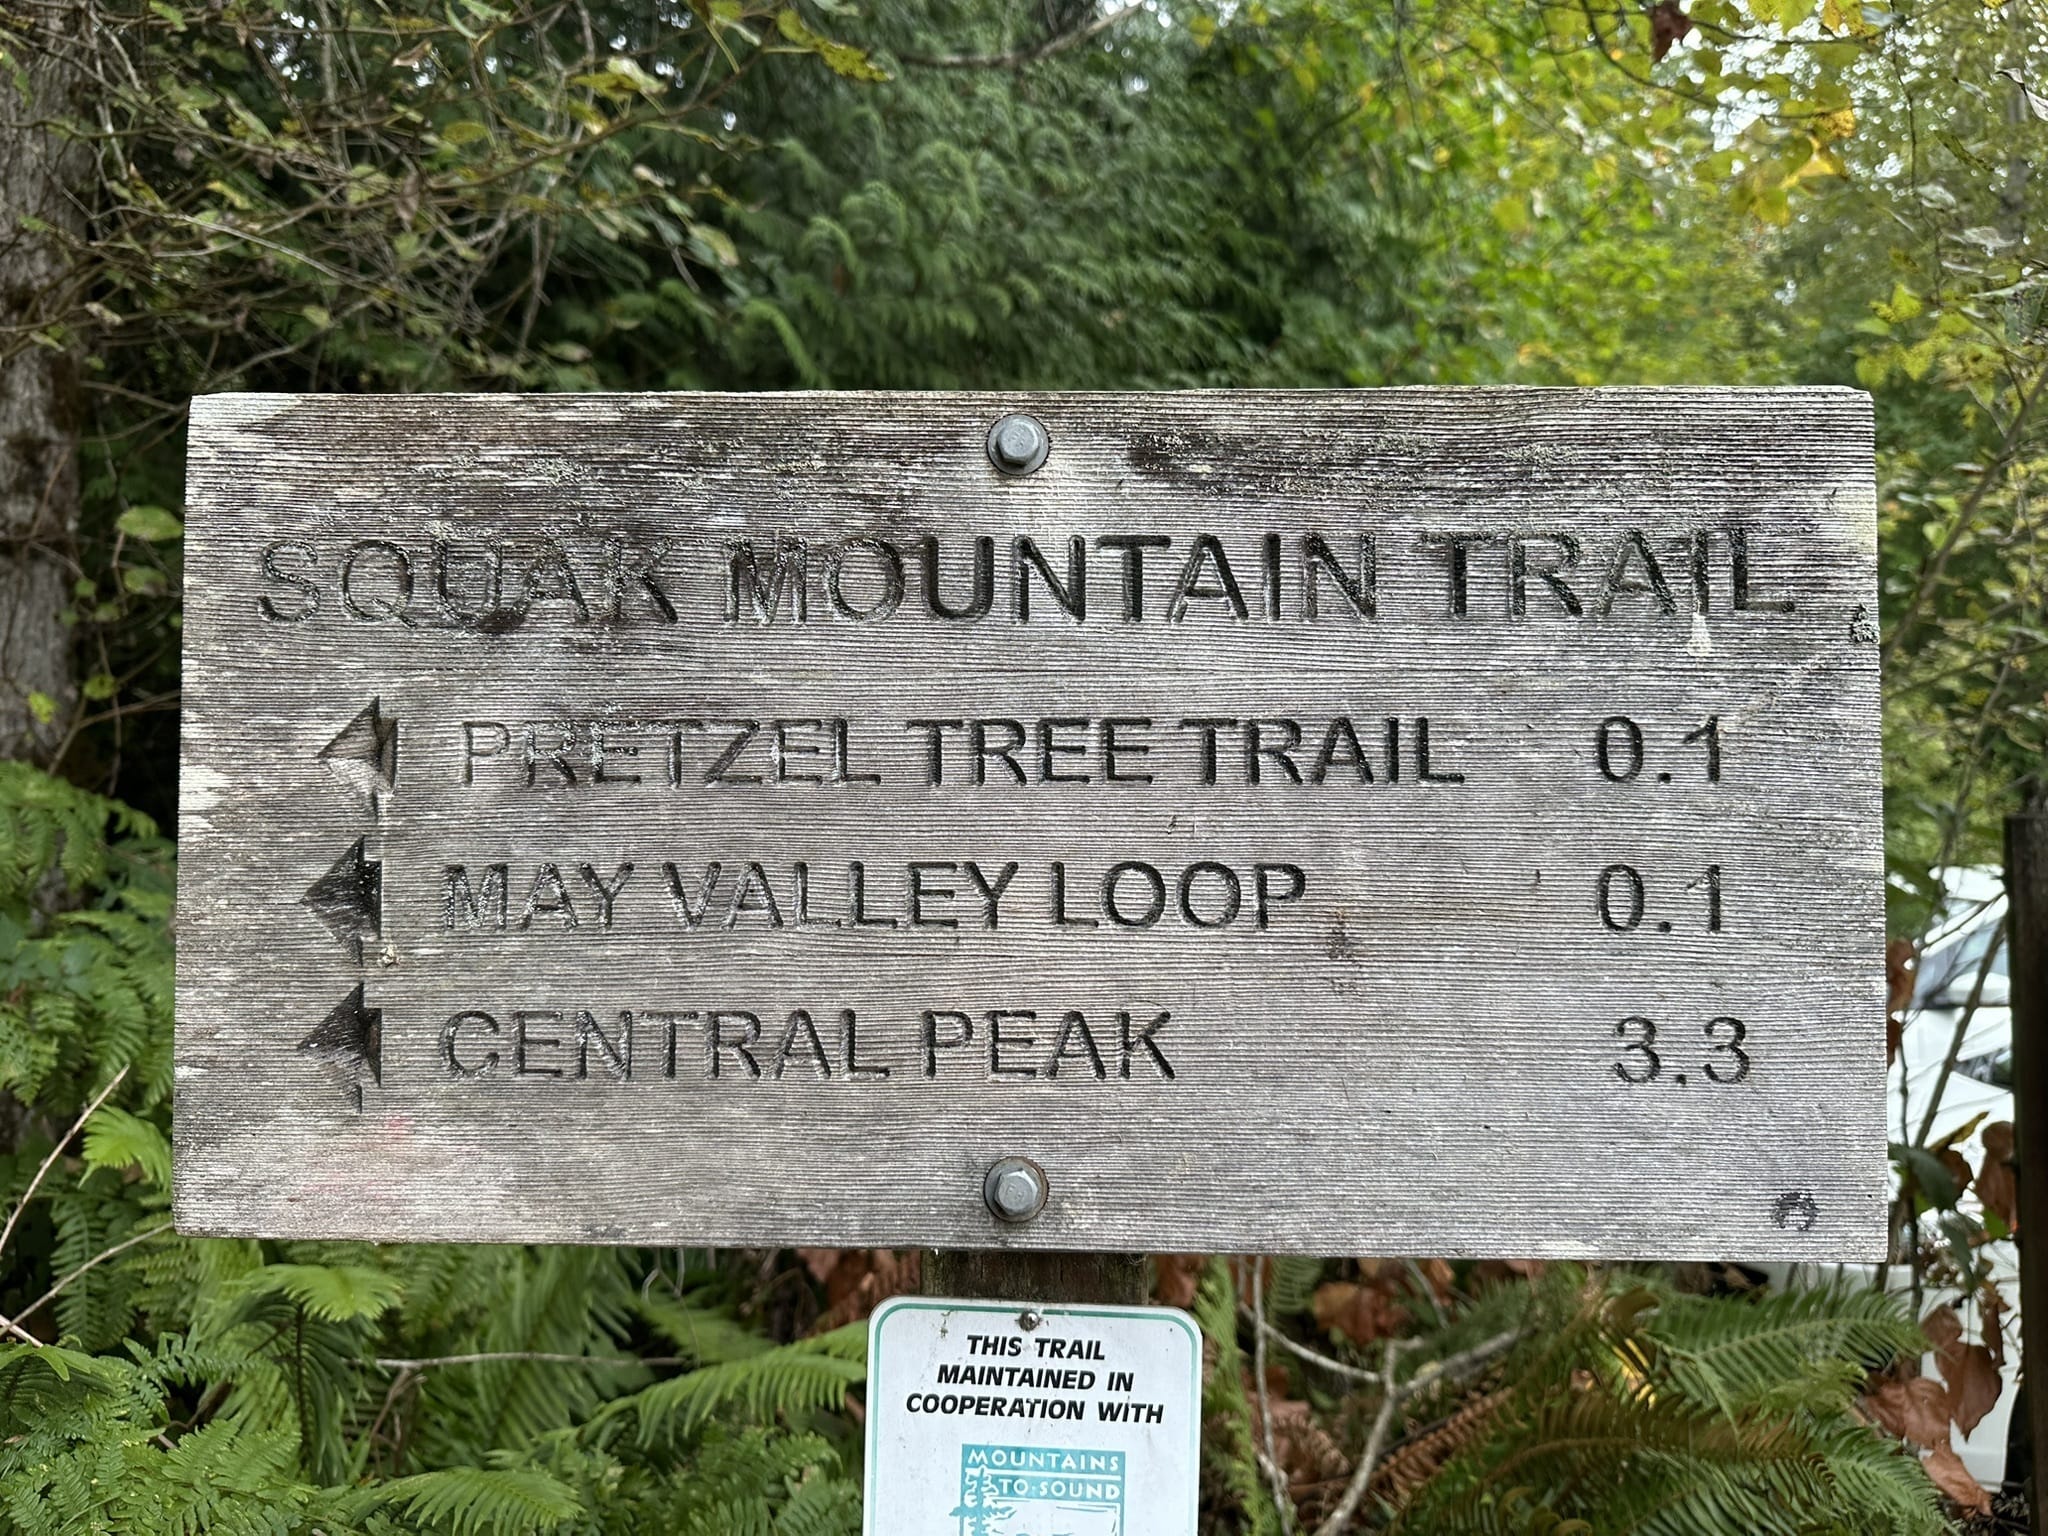 SQUAK MOUNTAIN TRAIL
PRETZEL TREE TRAIL 0.1
MAY VALLEY LOOP 0.1
CENTRAL PEAK 3.3
THIS TRAIL
MAINTAINED IN
COOPERATION WITH
MOUNTAINS
TO·SOUND